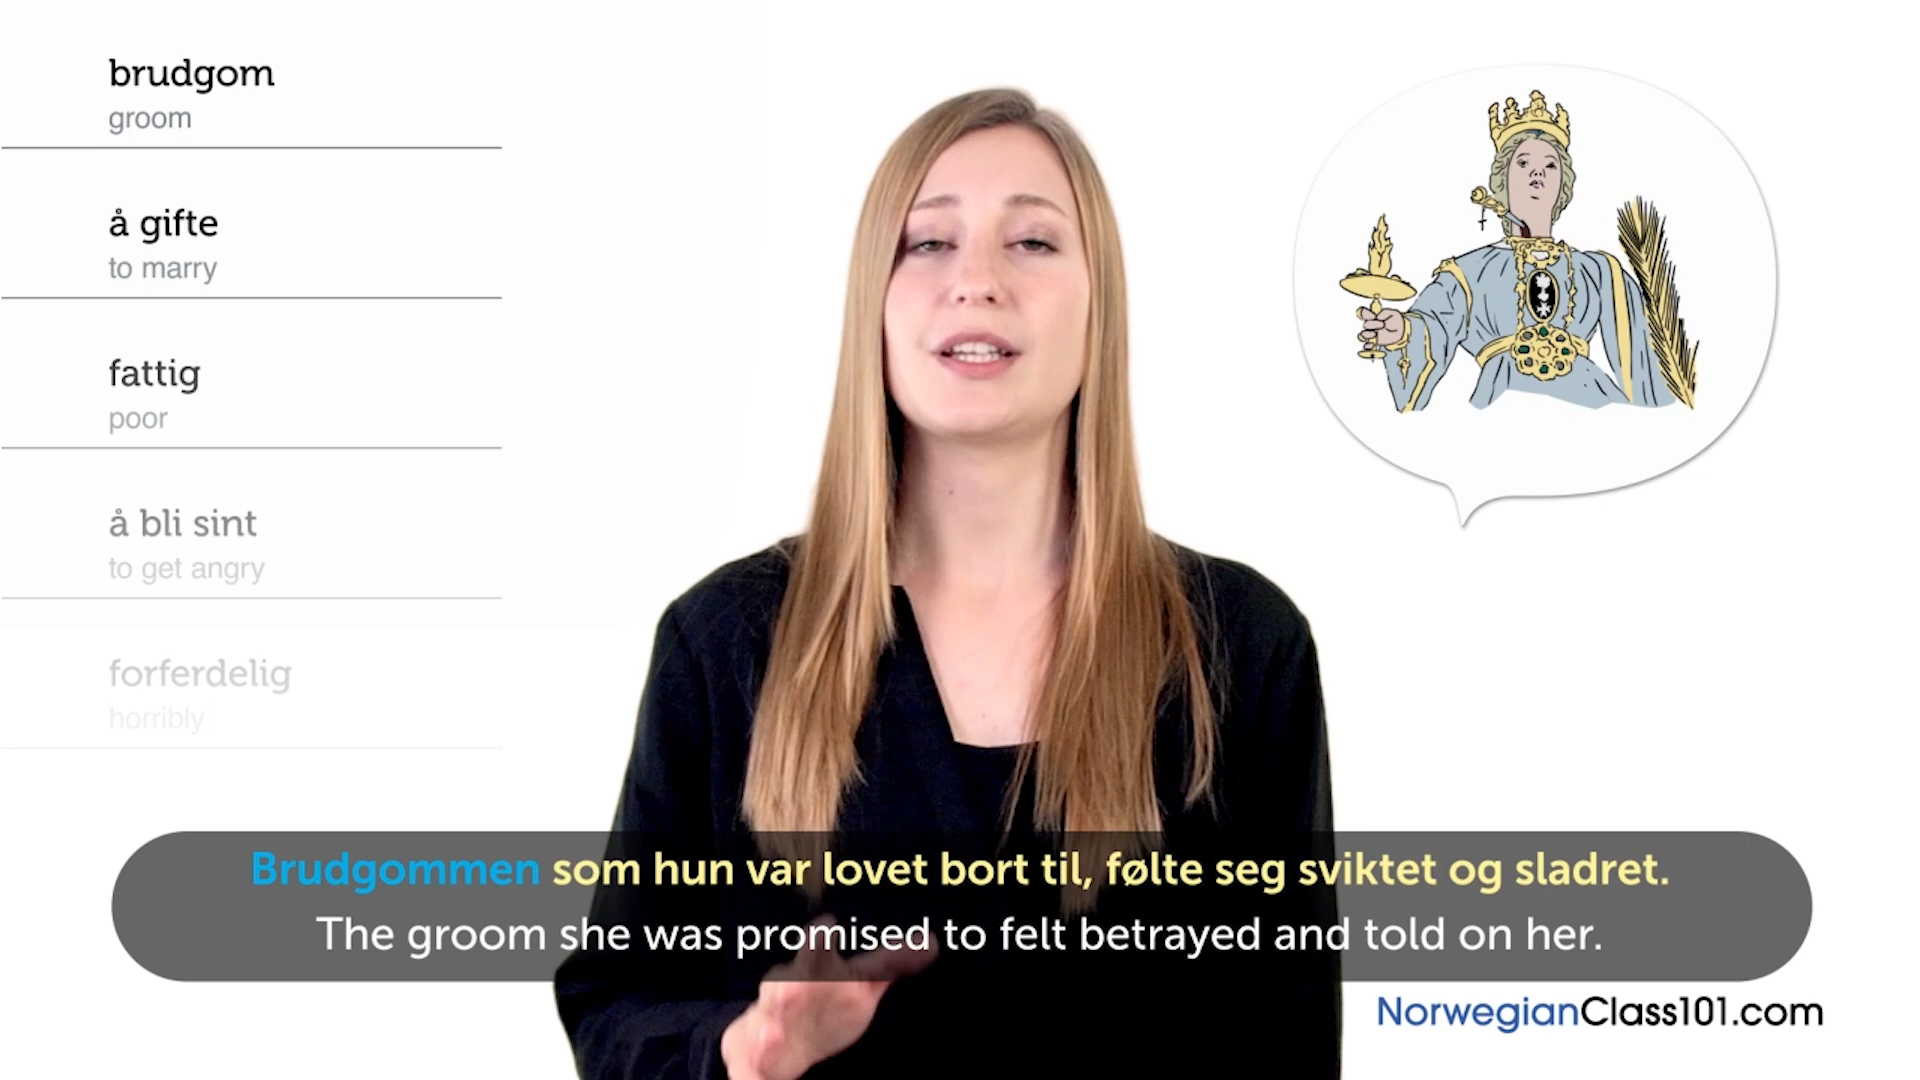 brudgom
groom
å gifte
to marry
fattig
poor
å bli sint
to get angry
forferdelig
horribly
Brudgommen som hun var lovet bort til, følte seg sviktet og sladret.
The groom she was promised to felt betrayed and told on her.
NorwegianClass101.com